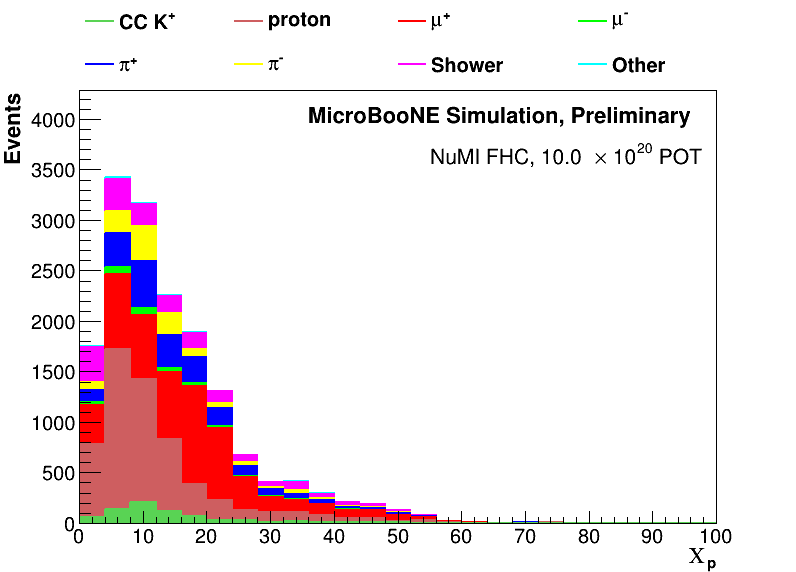 CC K⁺ proton μ⁺ μ⁻
π⁺ π⁻ Shower Other
Events
MicroBooNE Simulation, Preliminary
NuMI FHC, 10.0 ×10²⁰ POT
4000
3500
3000
2500
2000
1500
1000
500
0
0 10 20 30 40 50 60 70 80 90 100
Χₚ